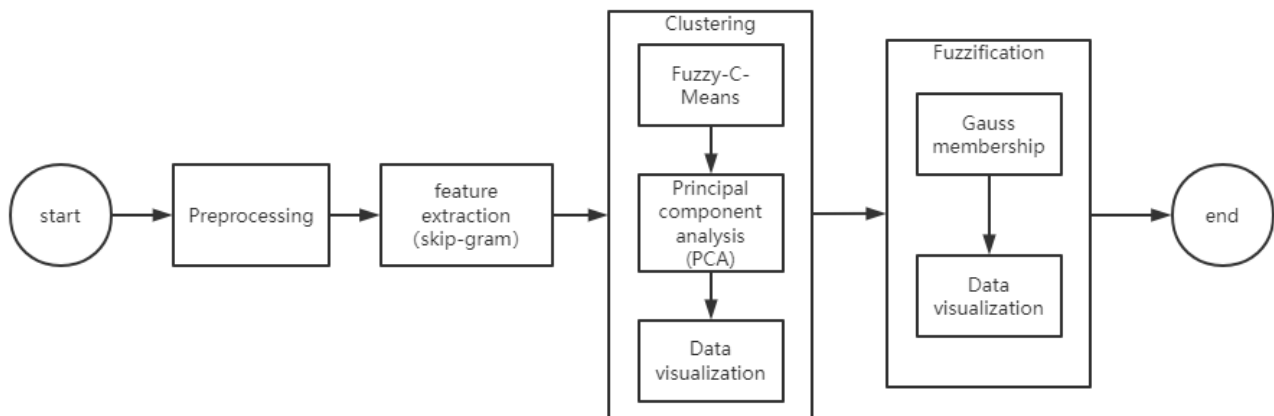 start
Preprocessing
feature
extraction
(skip-gram)
Clustering
Fuzzy-C-
Means
Principal
component
analysis
(PCA)
Data
visualization
Fuzzification
Gauss
membership
Data
visualization
end